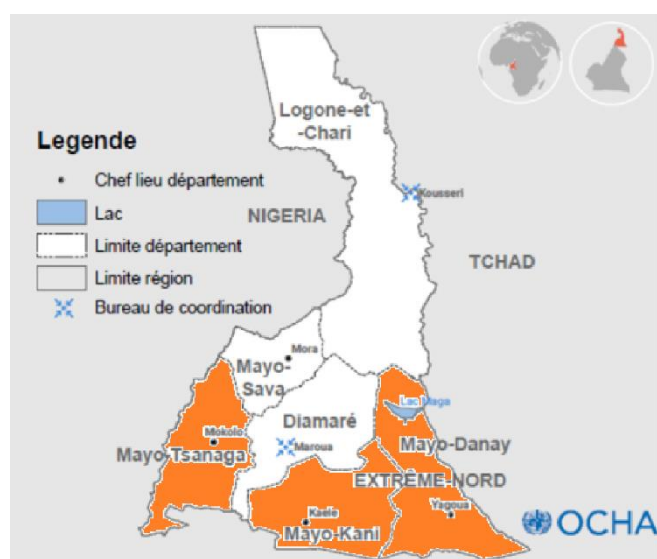 Logone-et
-Chari
Legende
Chef lieu département
Lac
Limite département
Limite région
Bureau de coordination
NIGERIA
Kousseri
TCHAD
Mora
Mayo-
Sava
Lac Maga
Diamaré
Mokolo
Maroua
Mayo-Danay
Mayo-Tsanaga
EXTRÊME-NORD
Kaele
Yagoua
Mayo-Kani
OCHA